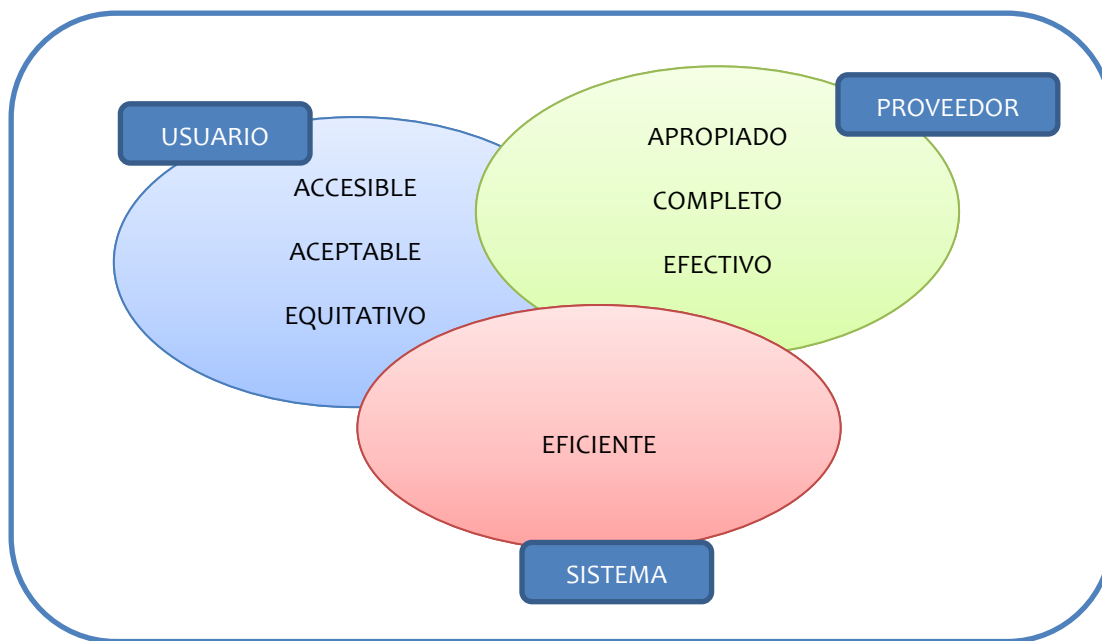 USUARIO
ACCESIBLE
ACEPTABLE
EQUITATIVO
PROVEEDOR
APROPIADO
COMPLETO
EFECTIVO
EFICIENTE
SISTEMA